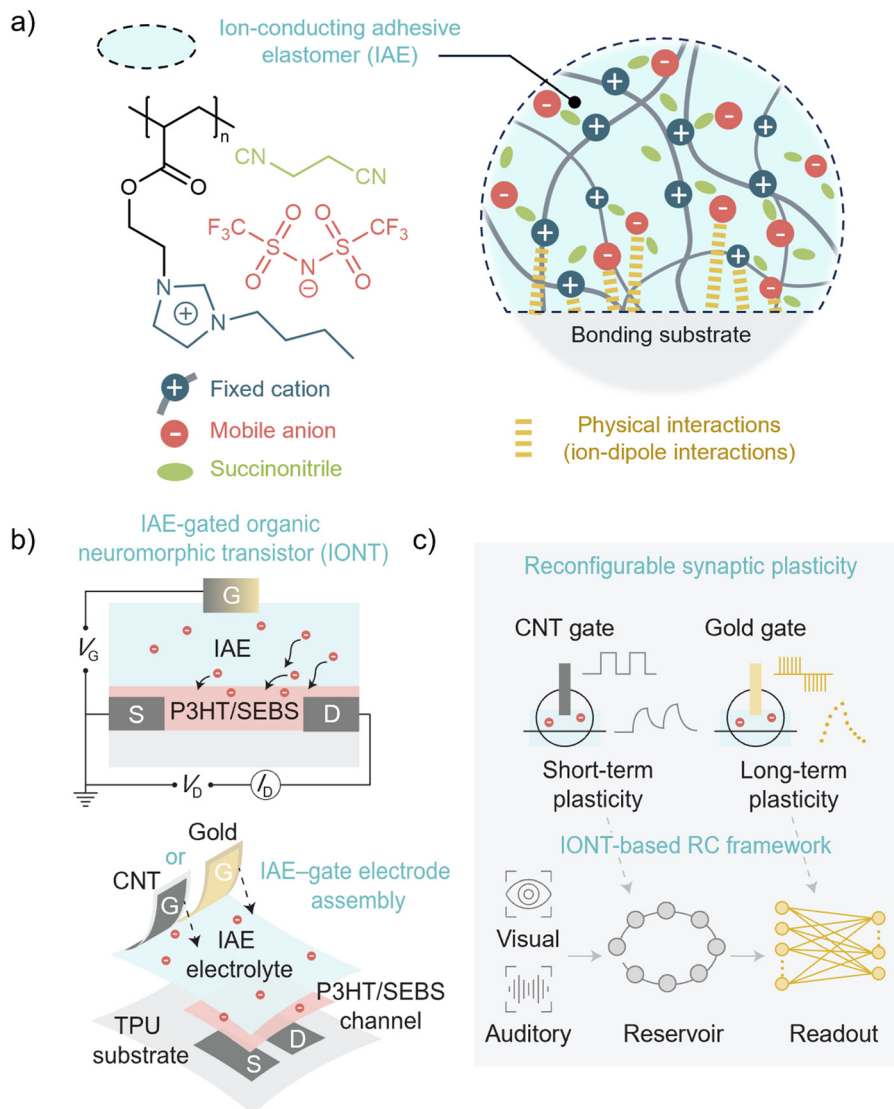 a)
Ion-conducting adhesive
elastomer (IAE)
n
O
O
CN
CN
F₃C
O
O
S
N
⊖
O
O
S
CF₃
N
⊕
N
Fixed cation
Mobile anion
Succinonitrile
Bonding substrate
Physical interactions
(ion-dipole interactions)
b)
IAE-gated organic
neuromorphic transistor (IONT)
G
V_G
IAE
S
P3HT/SEBS
D
V_D
I_D
Gold
or
CNT
G
G
IAE–gate electrode
assembly
IAE
electrolyte
P3HT/SEBS
channel
TPU
substrate
D
S
c)
Reconfigurable synaptic plasticity
CNT gate
Gold gate
Short-term
plasticity
Long-term
plasticity
IONT-based RC framework
Visual
Auditory
Reservoir
Readout